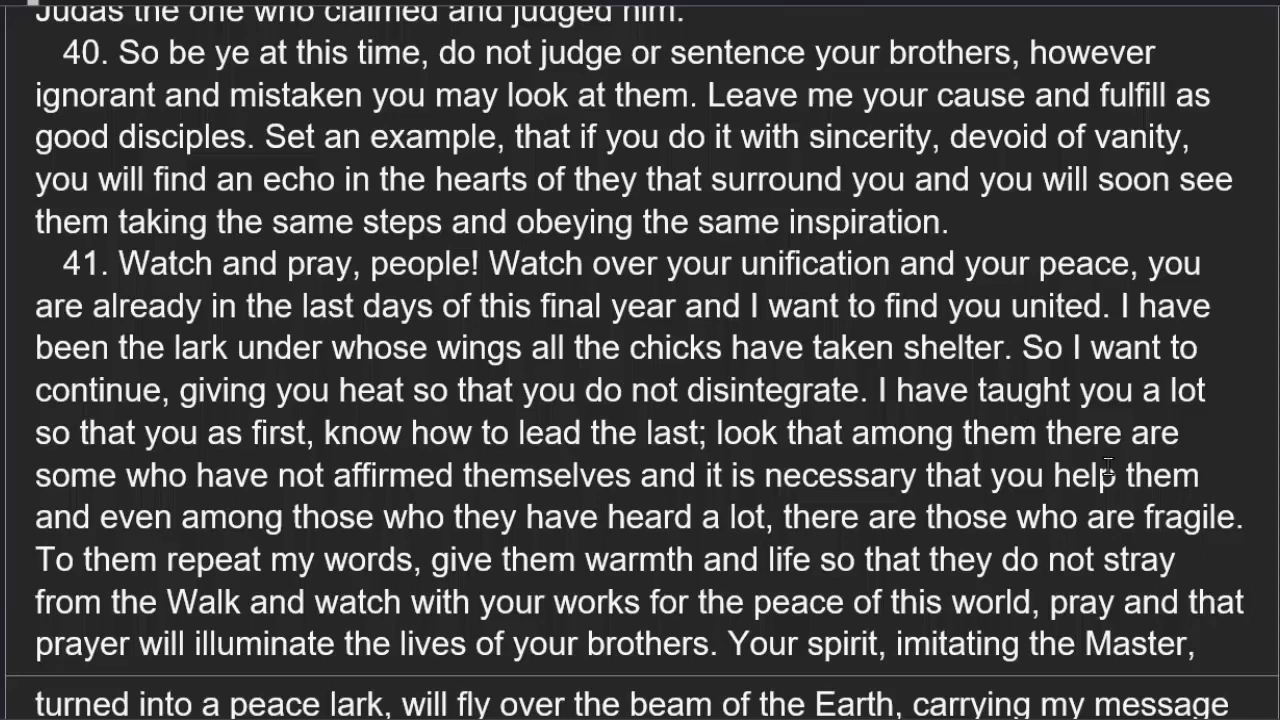 Judas the one who claimed and judged him.
40. So be ye at this time, do not judge or sentence your brothers, however
ignorant and mistaken you may look at them. Leave me your cause and fulfill as
good disciples. Set an example, that if you do it with sincerity, devoid of vanity,
you will find an echo in the hearts of they that surround you and you will soon see
them taking the same steps and obeying the same inspiration.
41. Watch and pray, people! Watch over your unification and your peace, you
are already in the last days of this final year and I want to find you united. I have
been the lark under whose wings all the chicks have taken shelter. So I want to
continue, giving you heat so that you do not disintegrate. I have taught you a lot
so that you as first, know how to lead the last; look that among them there are
some who have not affirmed themselves and it is necessary that you help them
and even among those who they have heard a lot, there are those who are fragile.
To them repeat my words, give them warmth and life so that they do not stray
from the Walk and watch with your works for the peace of this world, pray and that
prayer will illuminate the lives of your brothers. Your spirit, imitating the Master,
turned into a peace lark, will fly over the beam of the Earth, carrying my message